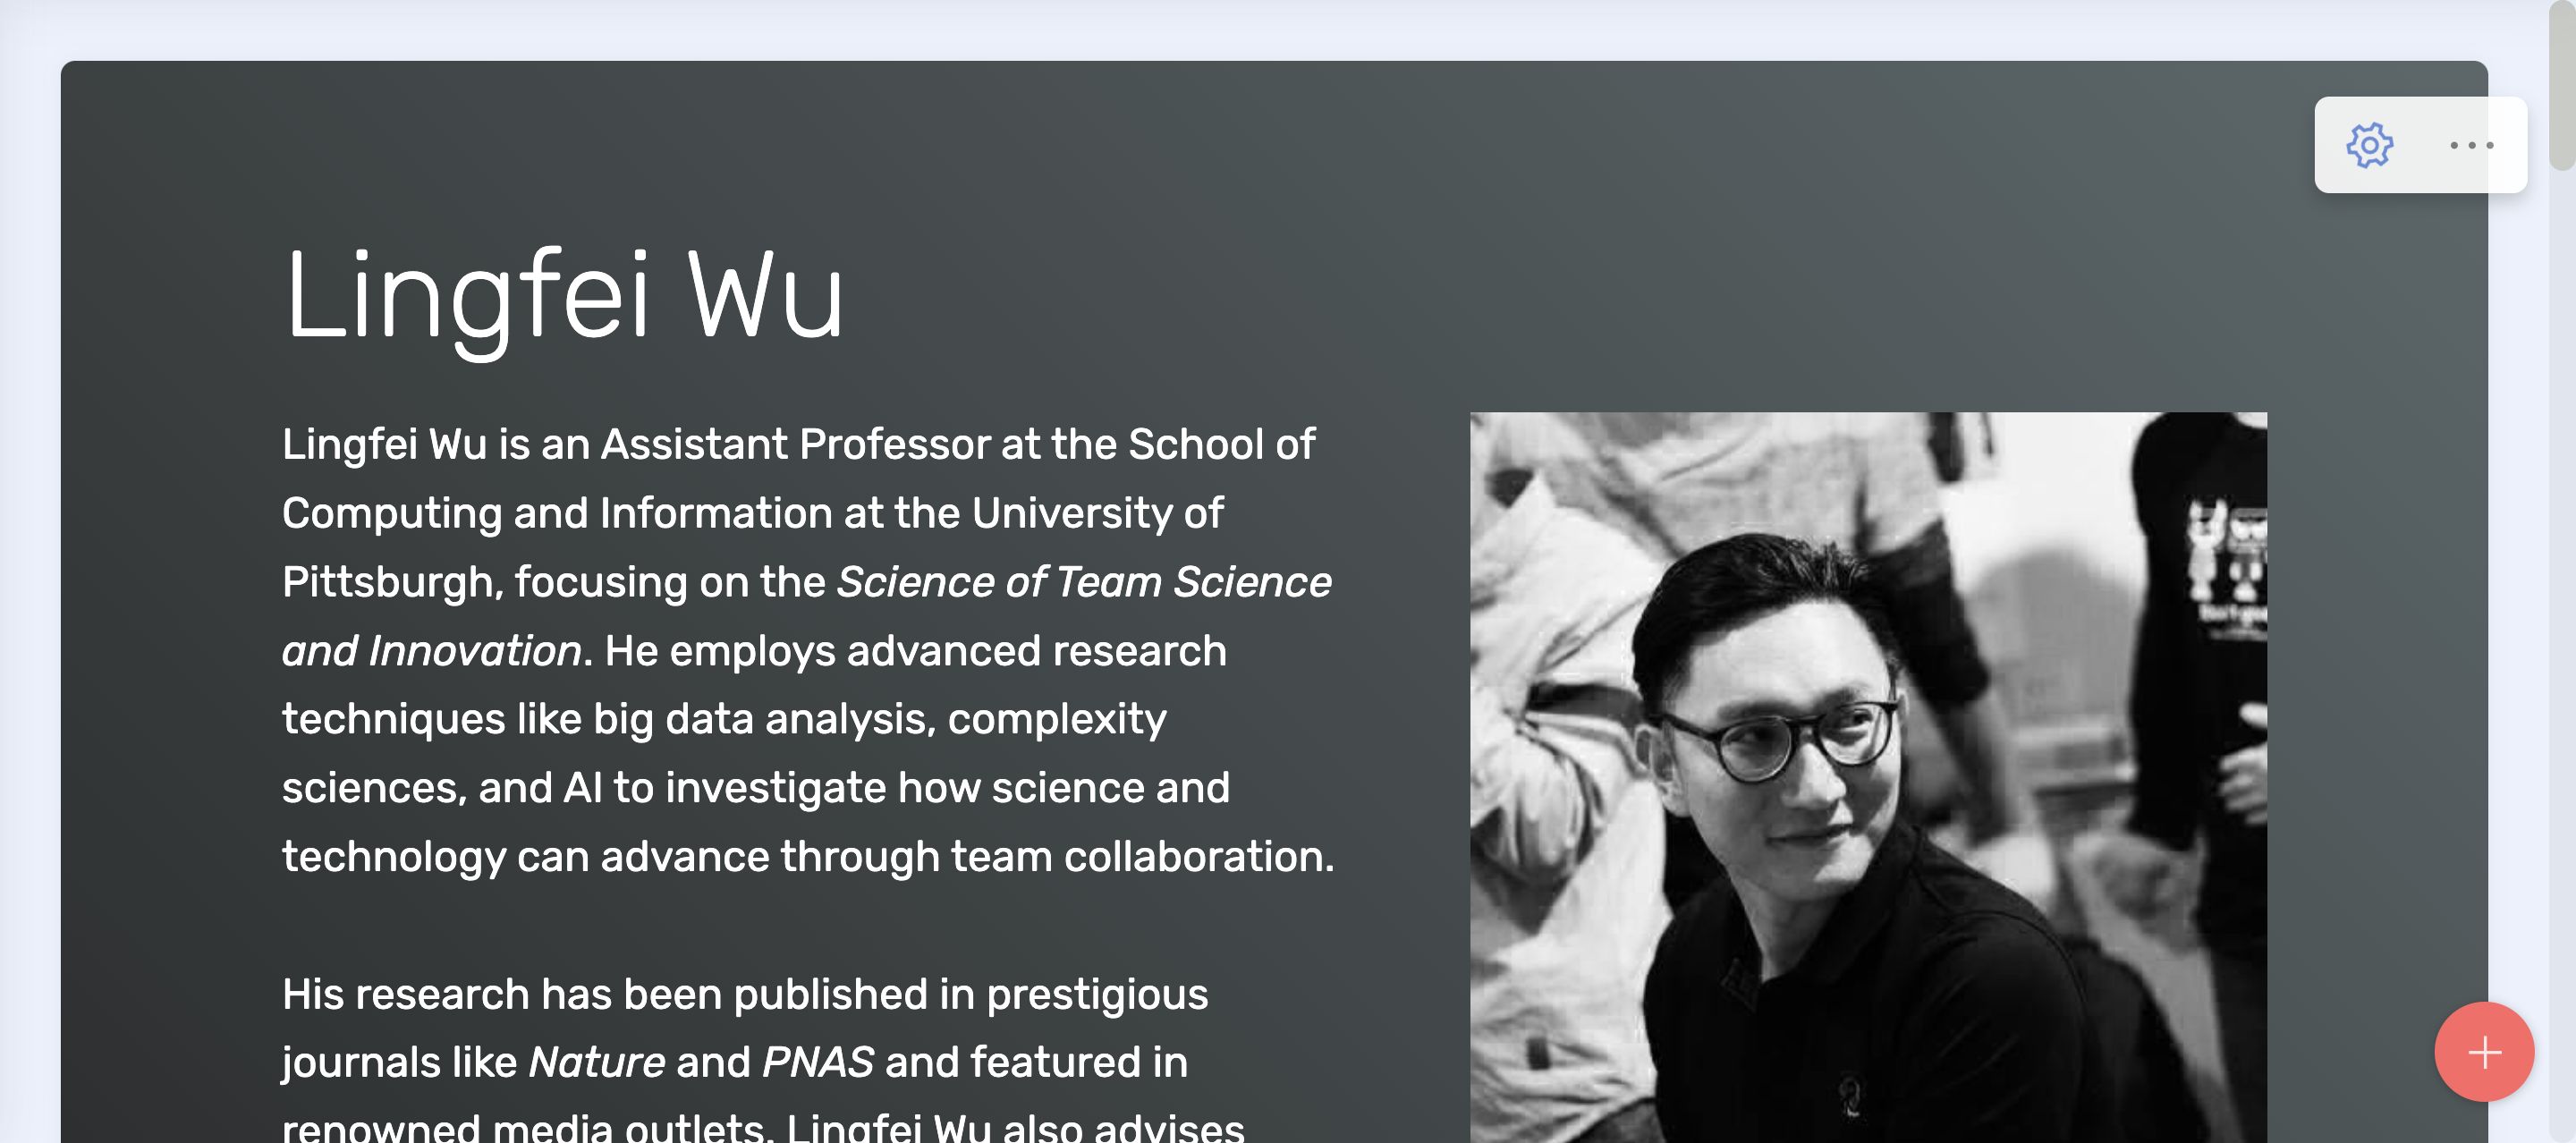 Lingfei Wu
Lingfei Wu is an Assistant Professor at the School of
Computing and Information at the University of
Pittsburgh, focusing on the Science of Team Science
and Innovation. He employs advanced research
techniques like big data analysis, complexity
sciences, and AI to investigate how science and
technology can advance through team collaboration.
His research has been published in prestigious
journals like Nature and PNAS and featured in
renowned media outlets. Lingfei Wu also advises